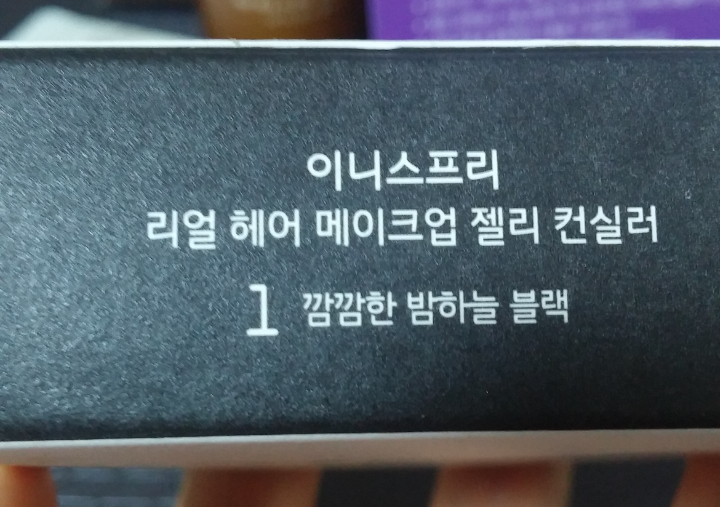 이니스프리
리얼 헤어 메이크업 젤리 컨실러
1 깜깜한 밤하늘 블랙